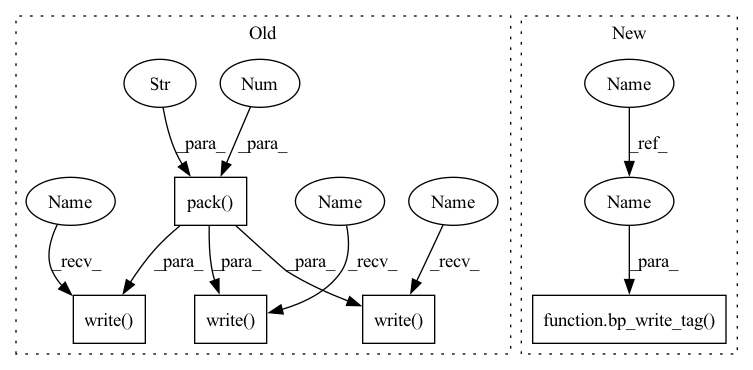 Old
New
Str
Num
Name
_para_
_para_
_ref_
Name
pack()
Name
Name
Name
_recv_
_para_
_para_
_para_
_recv_
_recv_
_para_
write()
write()
write()
function.bp_write_tag()